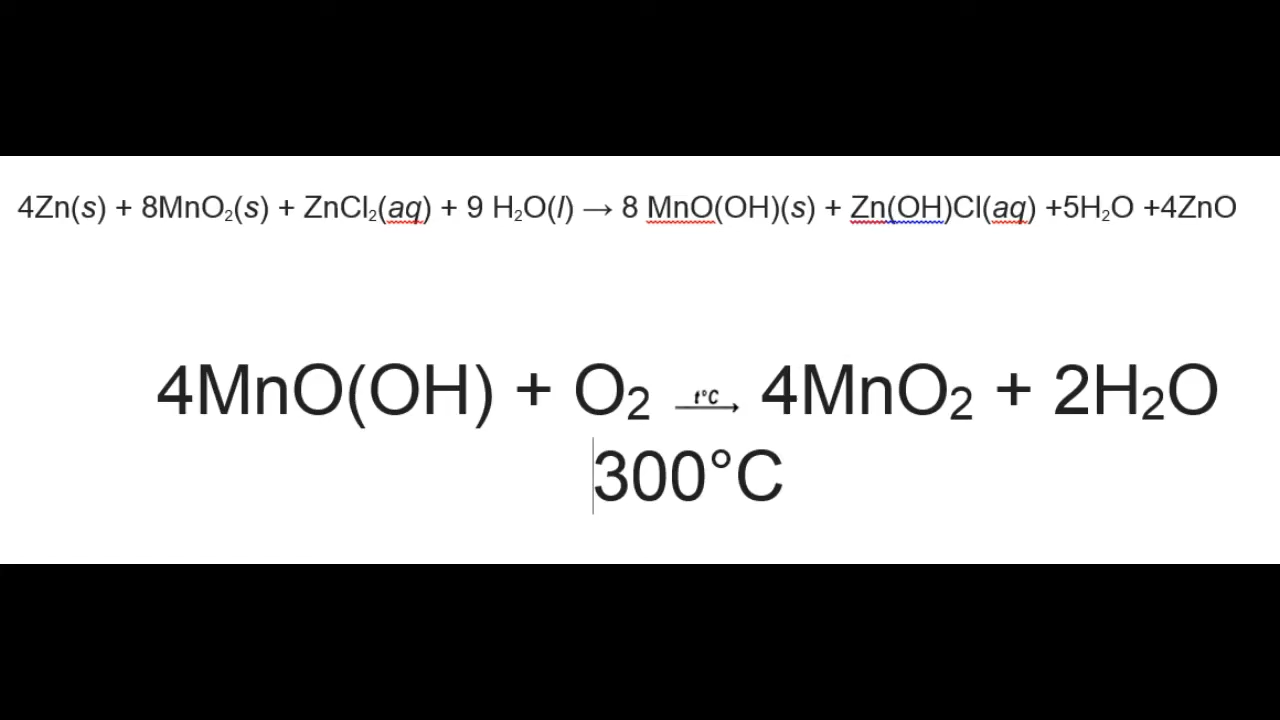 4Zn(s) + 8MnO₂(s) + ZnCl₂(aq) + 9 H₂O(l) → 8 MnO(OH)(s) + Zn(OH)Cl(aq) +5H₂O +4ZnO
4MnO(OH) + O₂ t°C → 4MnO₂ + 2H₂O
300°C